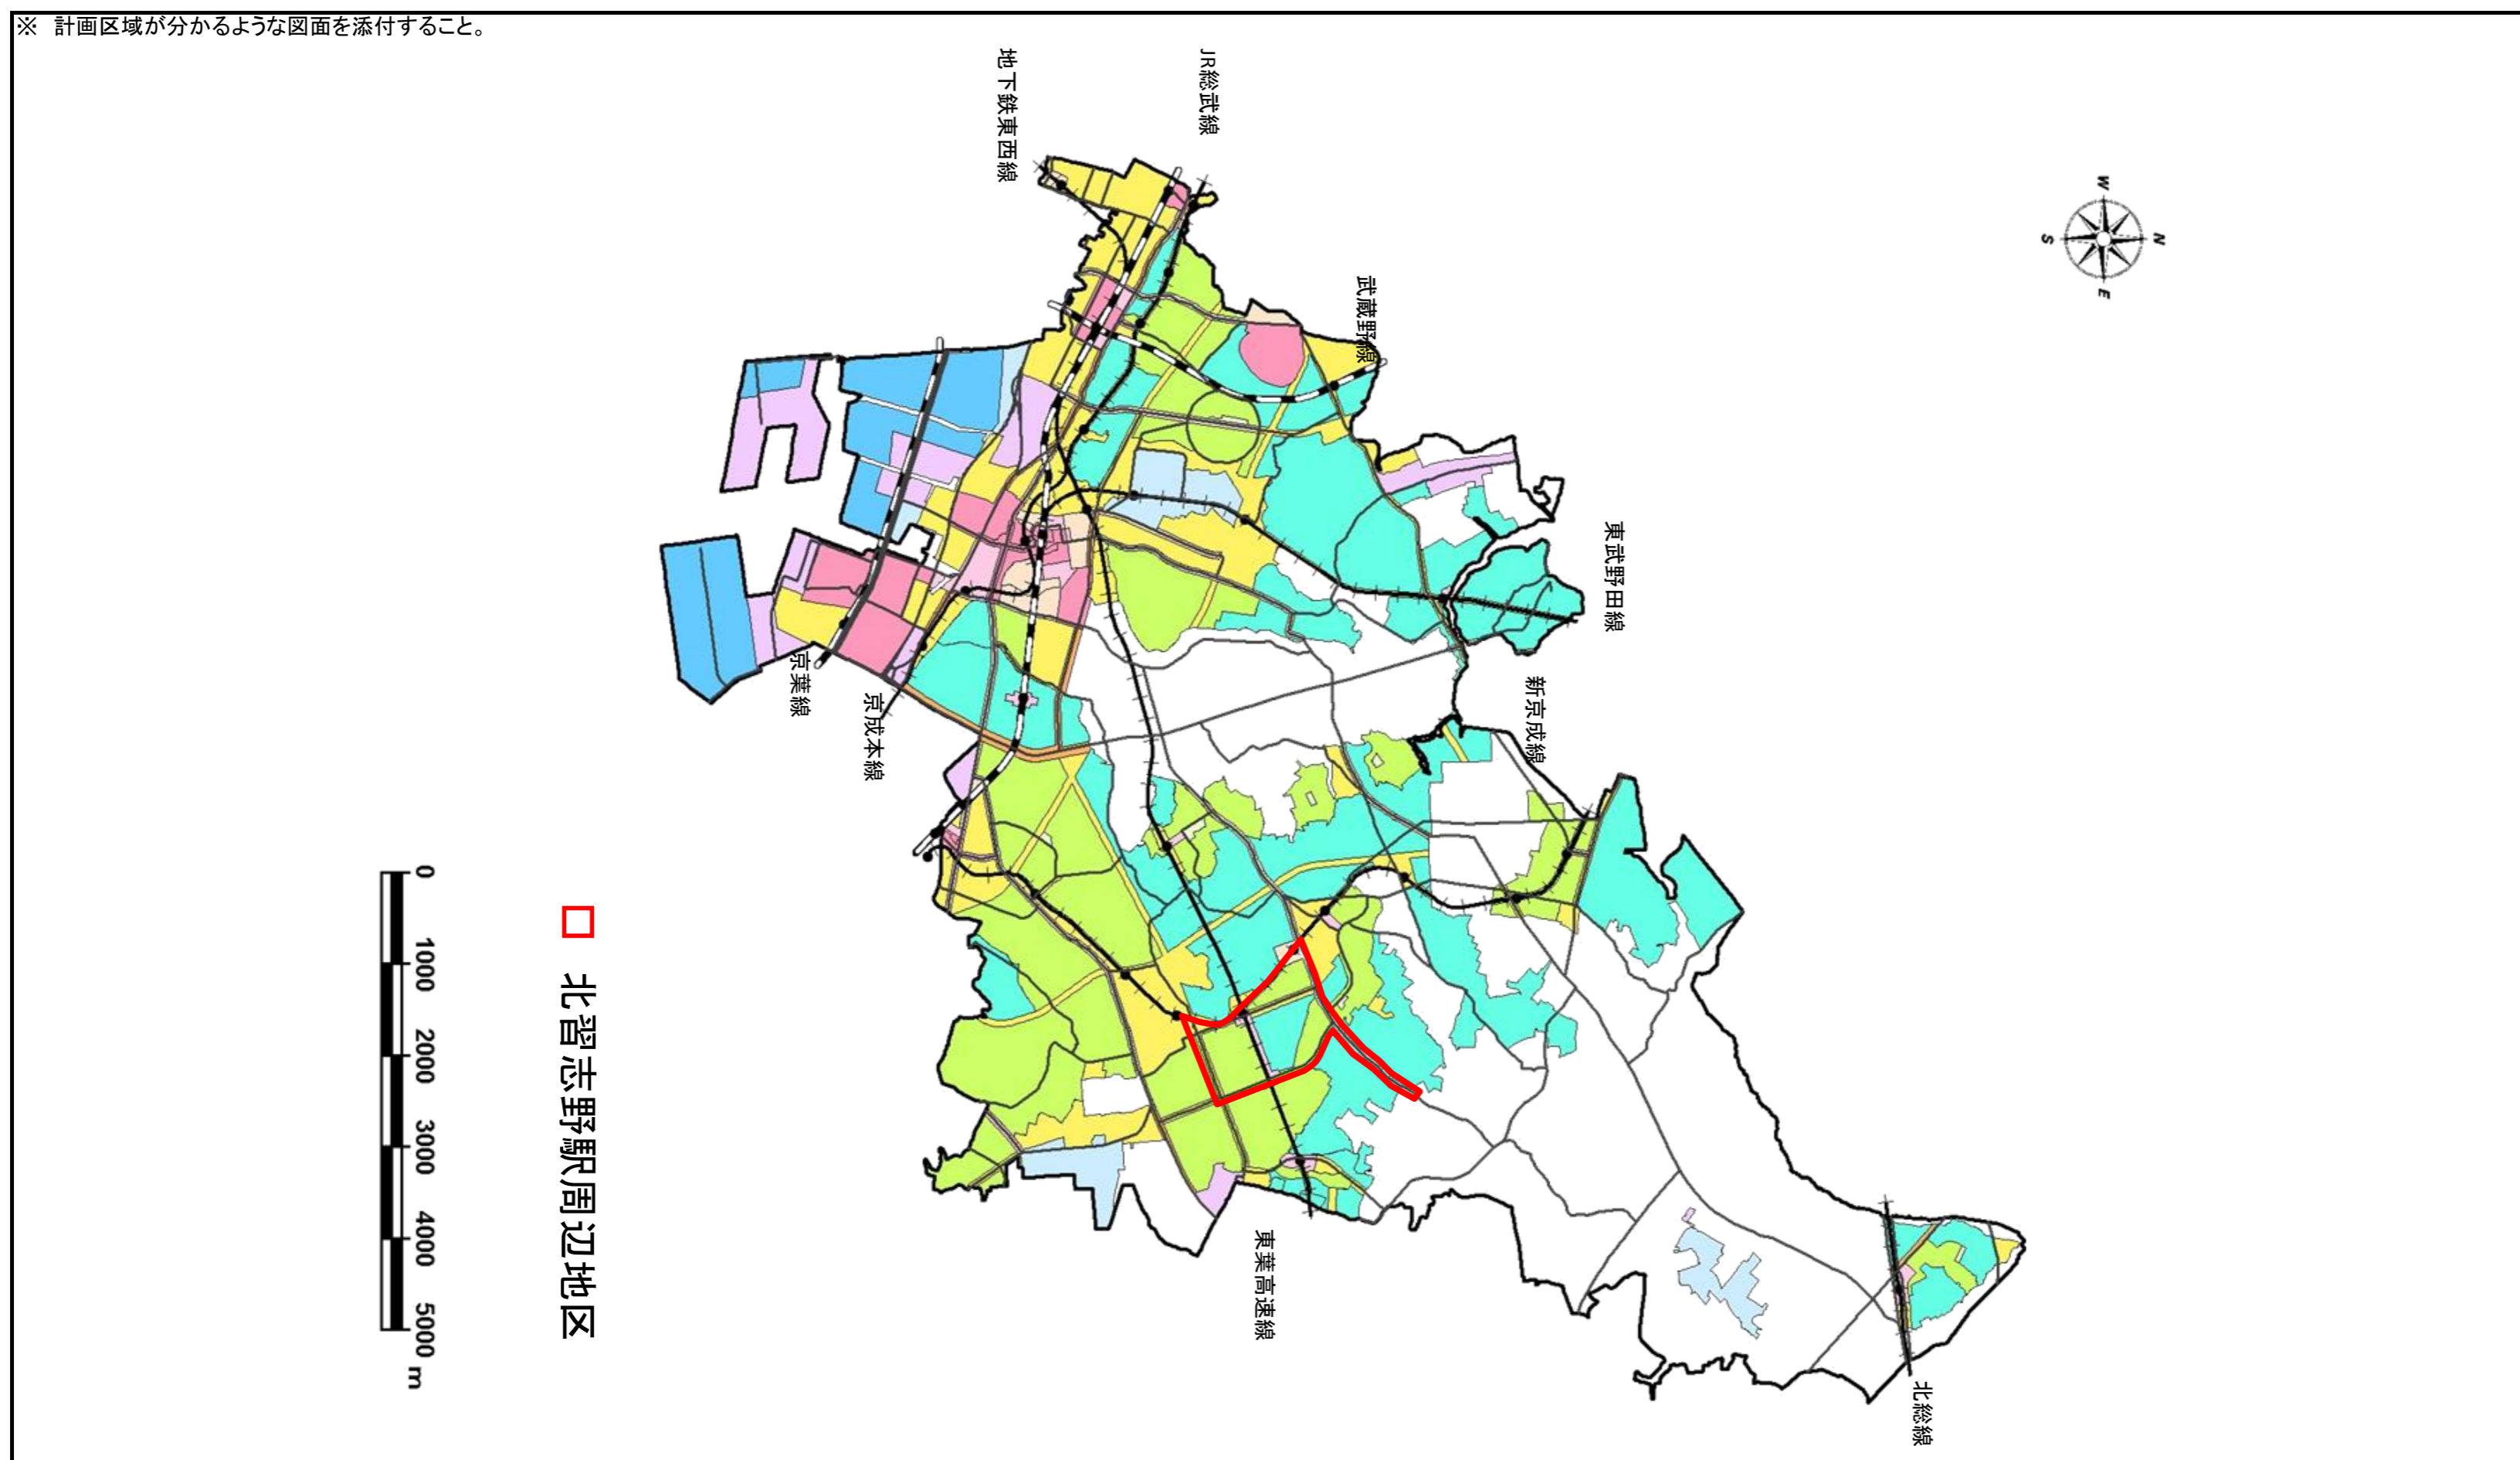 ※ 計画区域が分かるような図面を添付すること。
地下鉄東西線
JR総武線
武蔵野線
東武野田線
新京成線
京葉線
京成本線
東葉高速線
北総線
W
N
S
E
北習志野駅周辺地区
0 1000 2000 3000 4000 5000 m